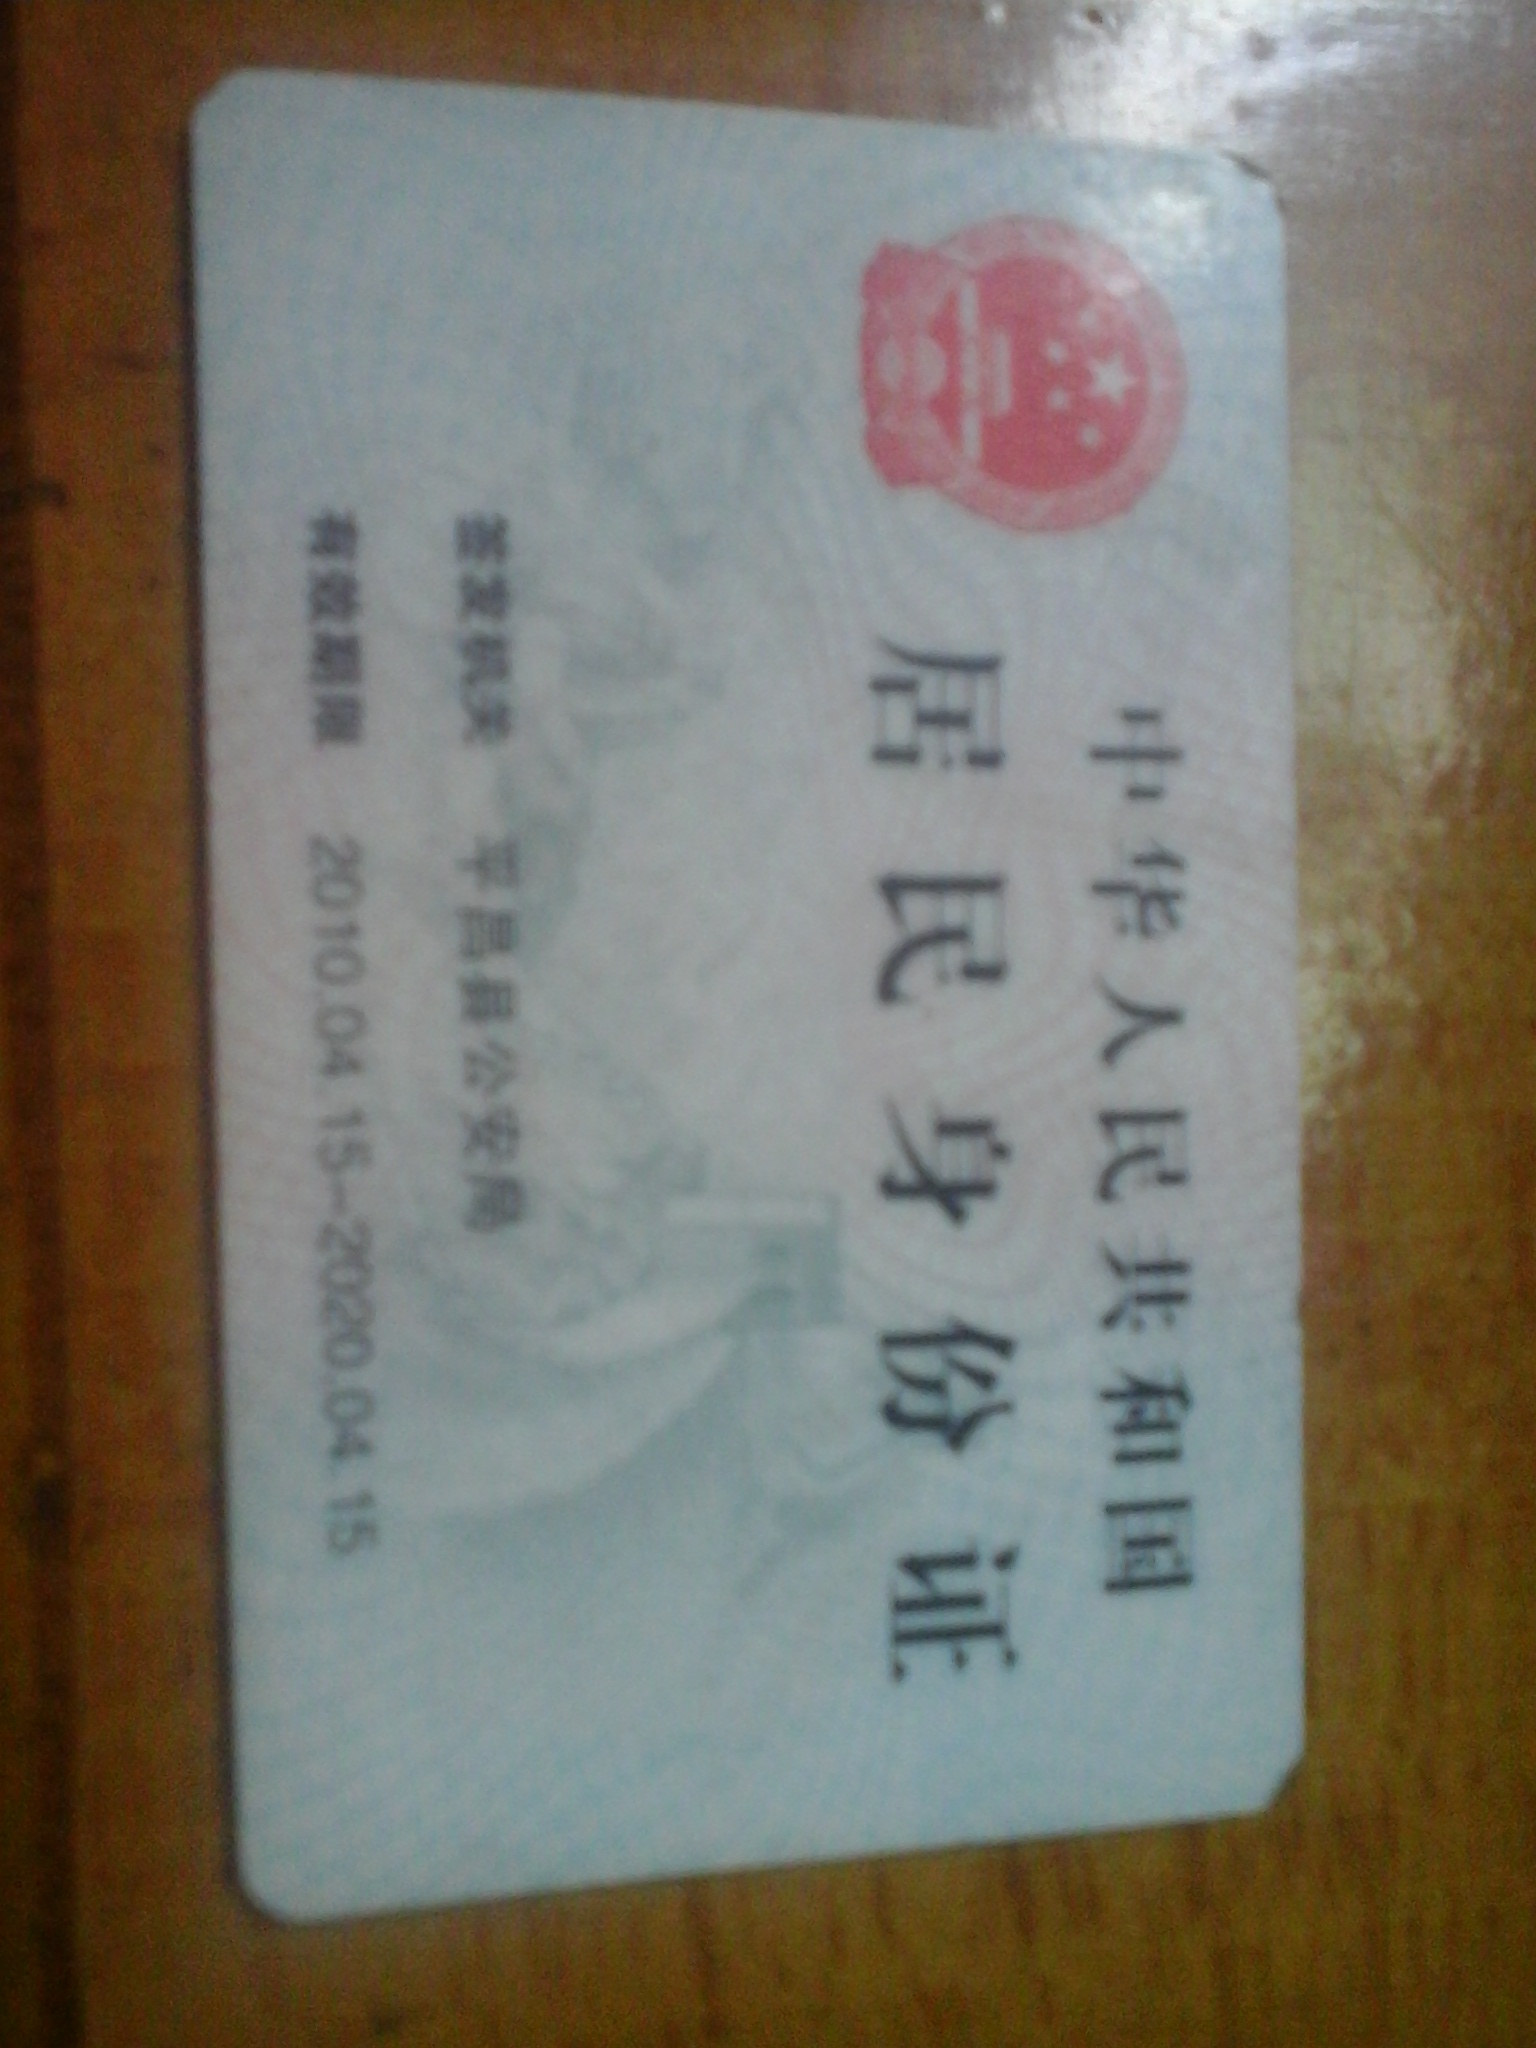 中华人民共和国
居民身份证
签发机关 平昌县公安局
有效期限 2010.04.15-2020.04.15